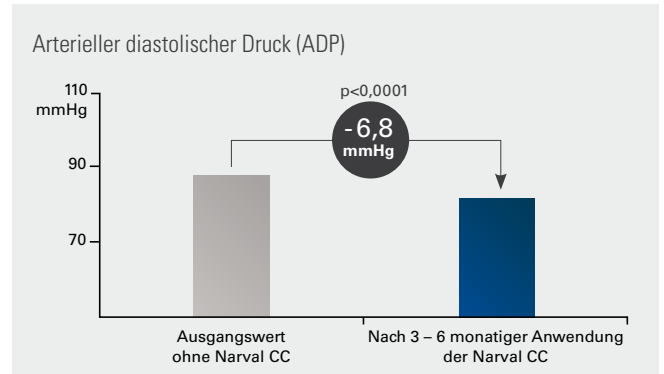 Arterieller diastolischer Druck (ADP)
110
mmHg
p<0,0001
-6,8
mmHg
90
70
Ausgangswert
ohne Narval CC
Nach 3 – 6 monatiger Anwendung
der Narval CC